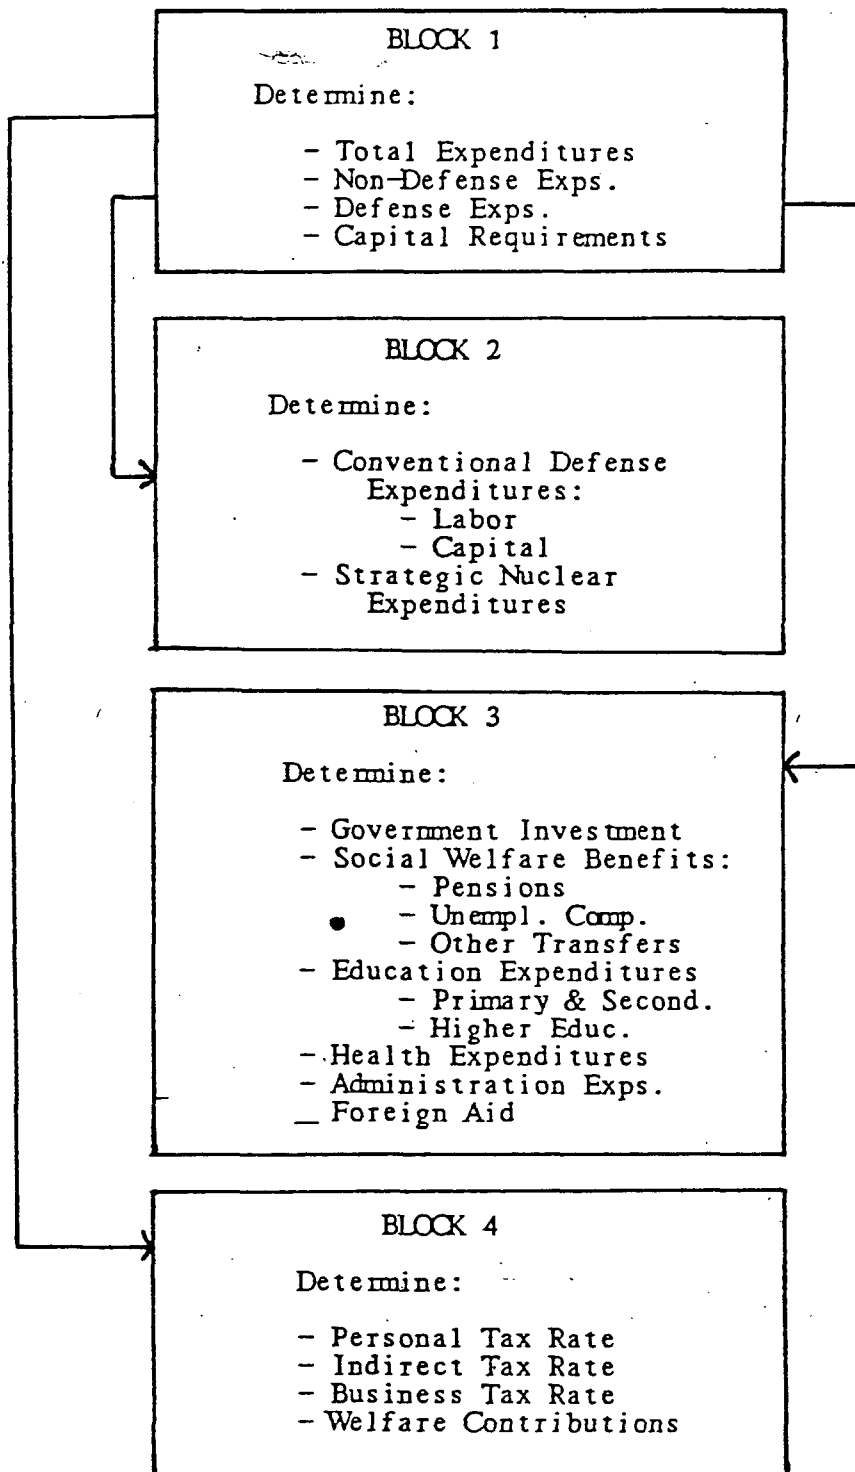 BLOCK 1
Determine:
- Total Expenditures
- Non-Defense Exps.
- Defense Exps.
- Capital Requirements
BLOCK 2
Determine:
- Conventional Defense
Expenditures:
- Labor
- Capital
- Strategic Nuclear
Expenditures
BLOCK 3
Determine:
- Government Investment
- Social Welfare Benefits:
- Pensions
- Unempl. Comp.
- Other Transfers
- Education Expenditures
- Primary & Second.
- Higher Educ.
- Health Expenditures
- Administration Exps.
_ Foreign Aid
BLOCK 4
Determine:
- Personal Tax Rate
- Indirect Tax Rate
- Business Tax Rate
- Welfare Contributions